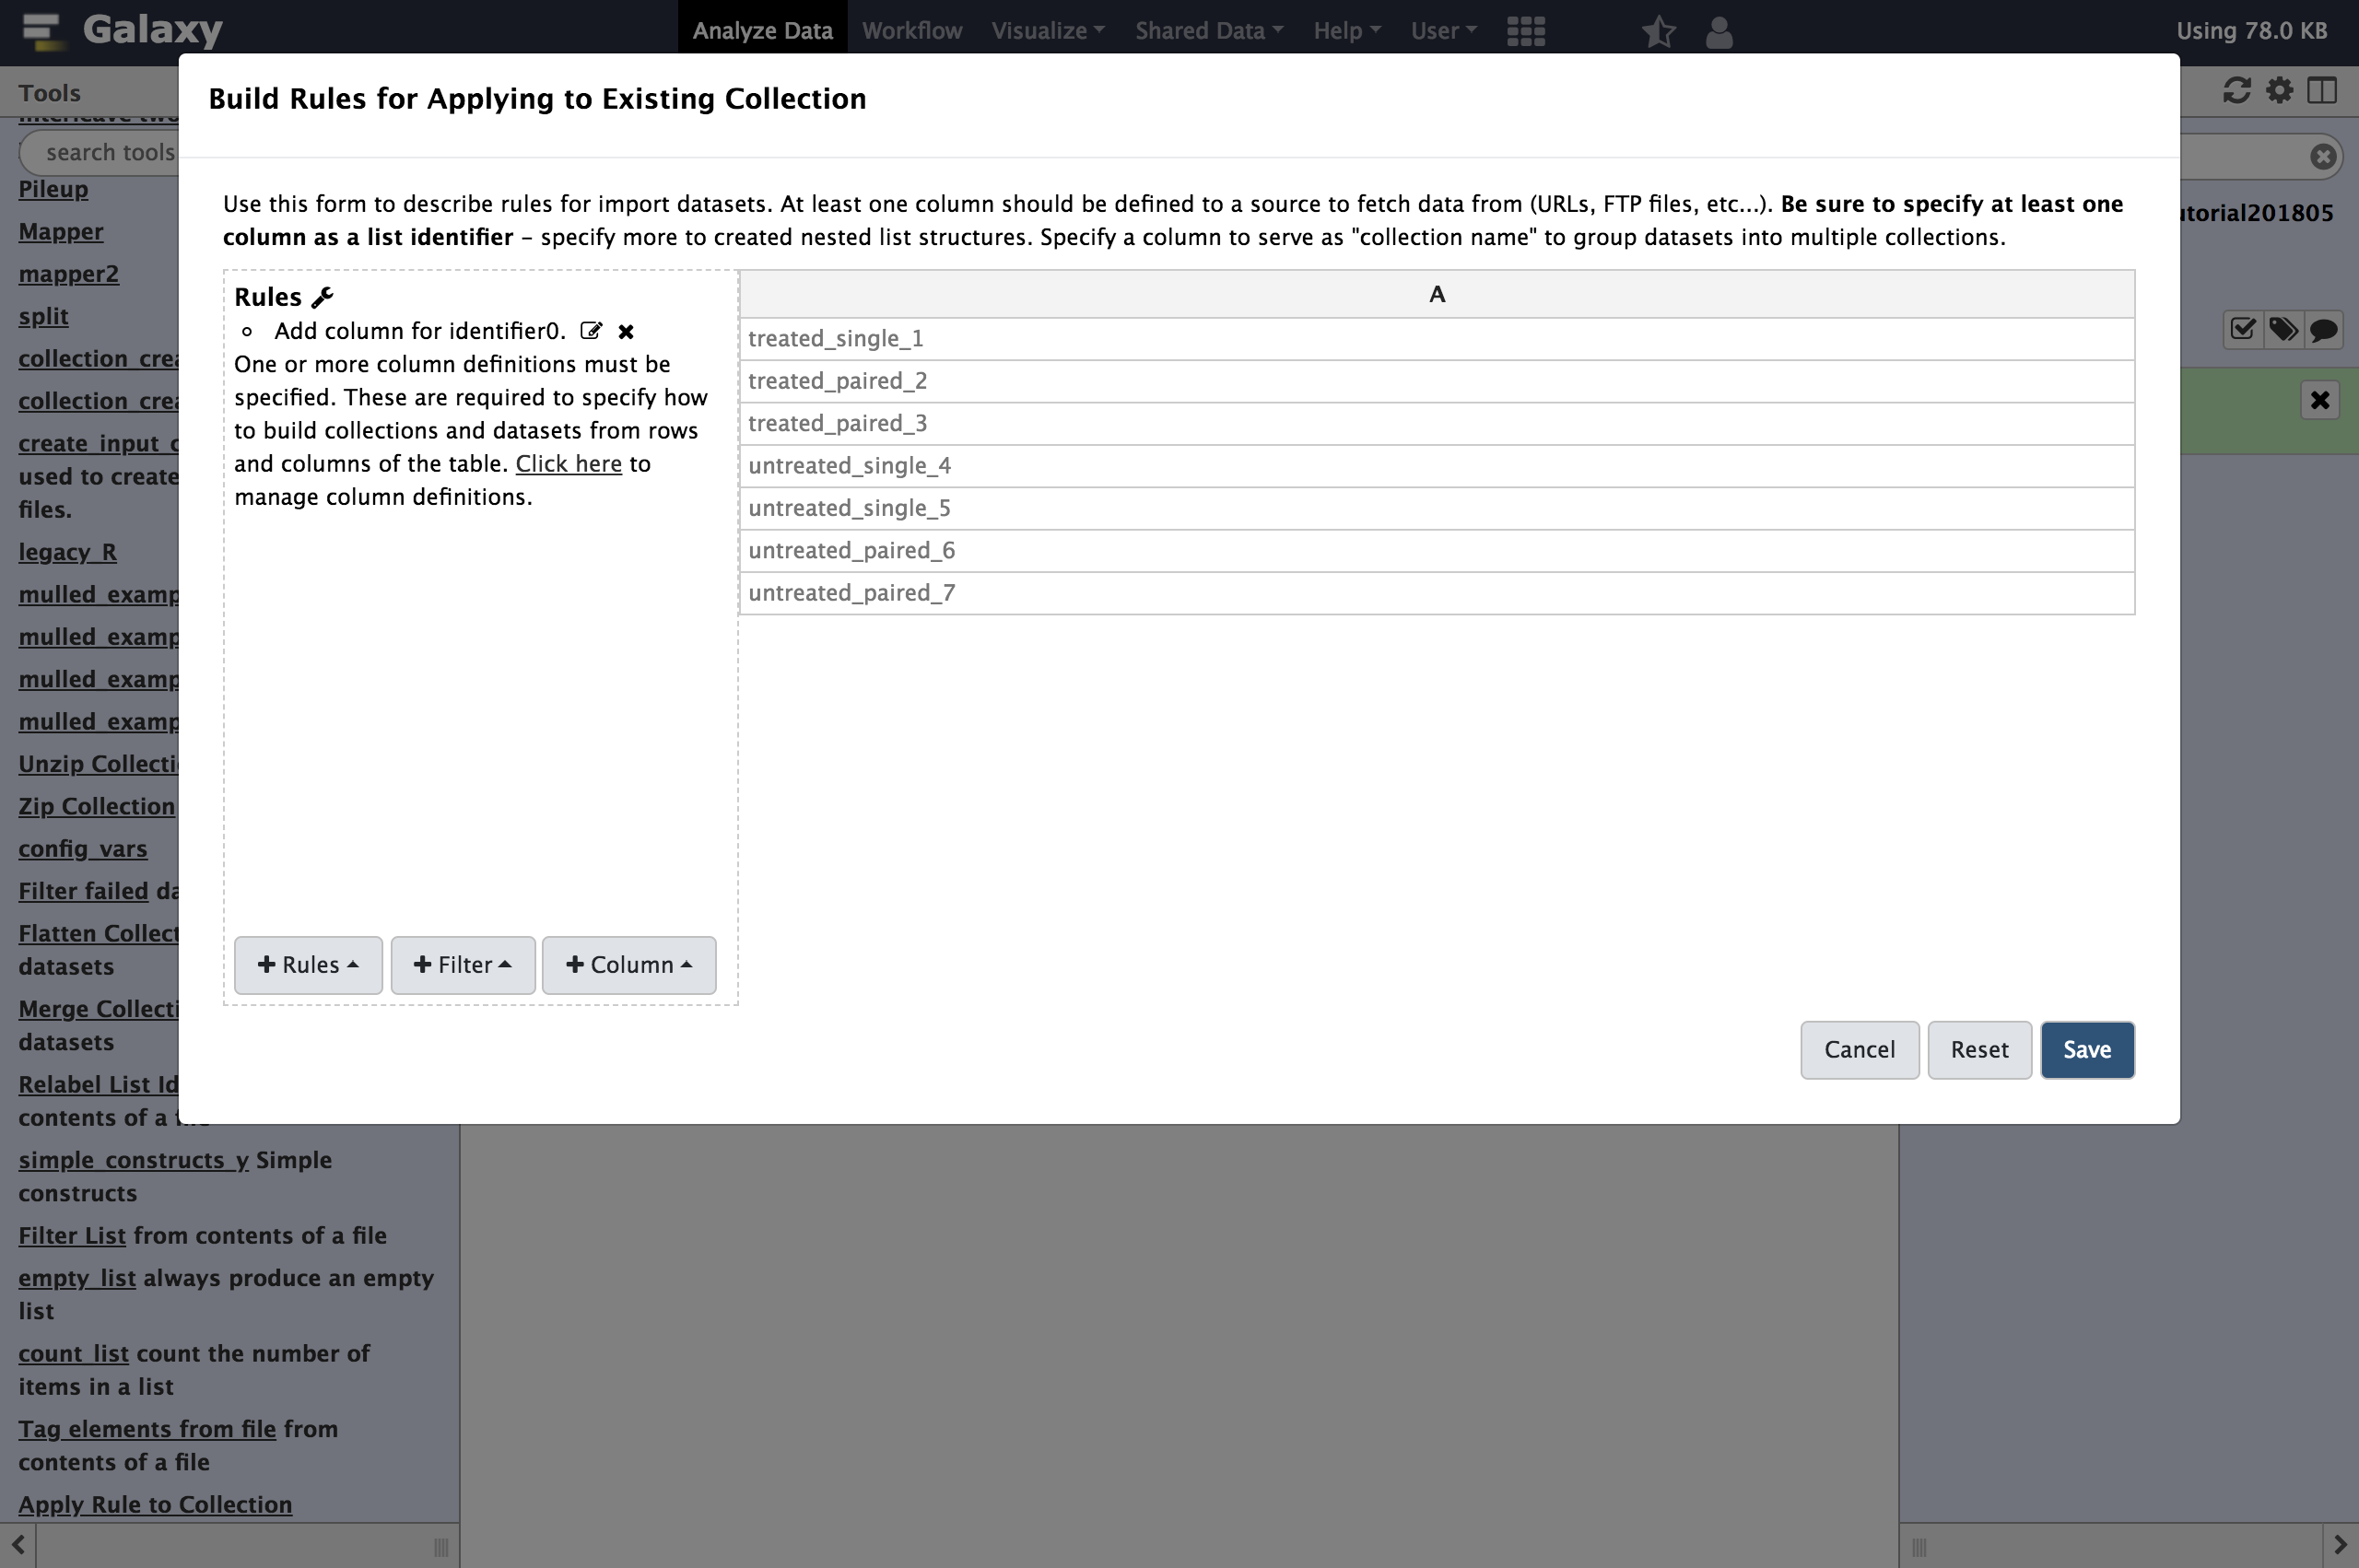 Galaxy
Analyze Data Workflow Visualize Shared Data Help User
Using 78.0 KB
Tools
search tools
Pileup
Mapper
mapper2
split
collection_crea
collection_crea
create_input_c
used to create
files.
legacy_R
mulled_examp
mulled_examp
mulled_examp
mulled_examp
Unzip Collecti
Zip Collection
config_vars
Filter failed da
Flatten Collect
datasets
Merge Collecti
datasets
Relabel List Id
contents of a
simple_constructs_y Simple
constructs
Filter List from contents of a file
empty_list always produce an empty
list
count_list count the number of
items in a list
Tag elements from file from
contents of a file
Apply Rule to Collection
Build Rules for Applying to Existing Collection
Use this form to describe rules for import datasets. At least one column should be defined to a source to fetch data from (URLs, FTP files, etc...). Be sure to specify at least one
column as a list identifier – specify more to created nested list structures. Specify a column to serve as "collection name" to group datasets into multiple collections.
Rules
Add column for identifier0.
One or more column definitions must be
specified. These are required to specify how
to build collections and datasets from rows
and columns of the table. Click here to
manage column definitions.
Rules Filter Column
A
treated_single_1
treated_paired_2
treated_paired_3
untreated_single_4
untreated_single_5
untreated_paired_6
untreated_paired_7
Cancel Reset Save
utorial201805